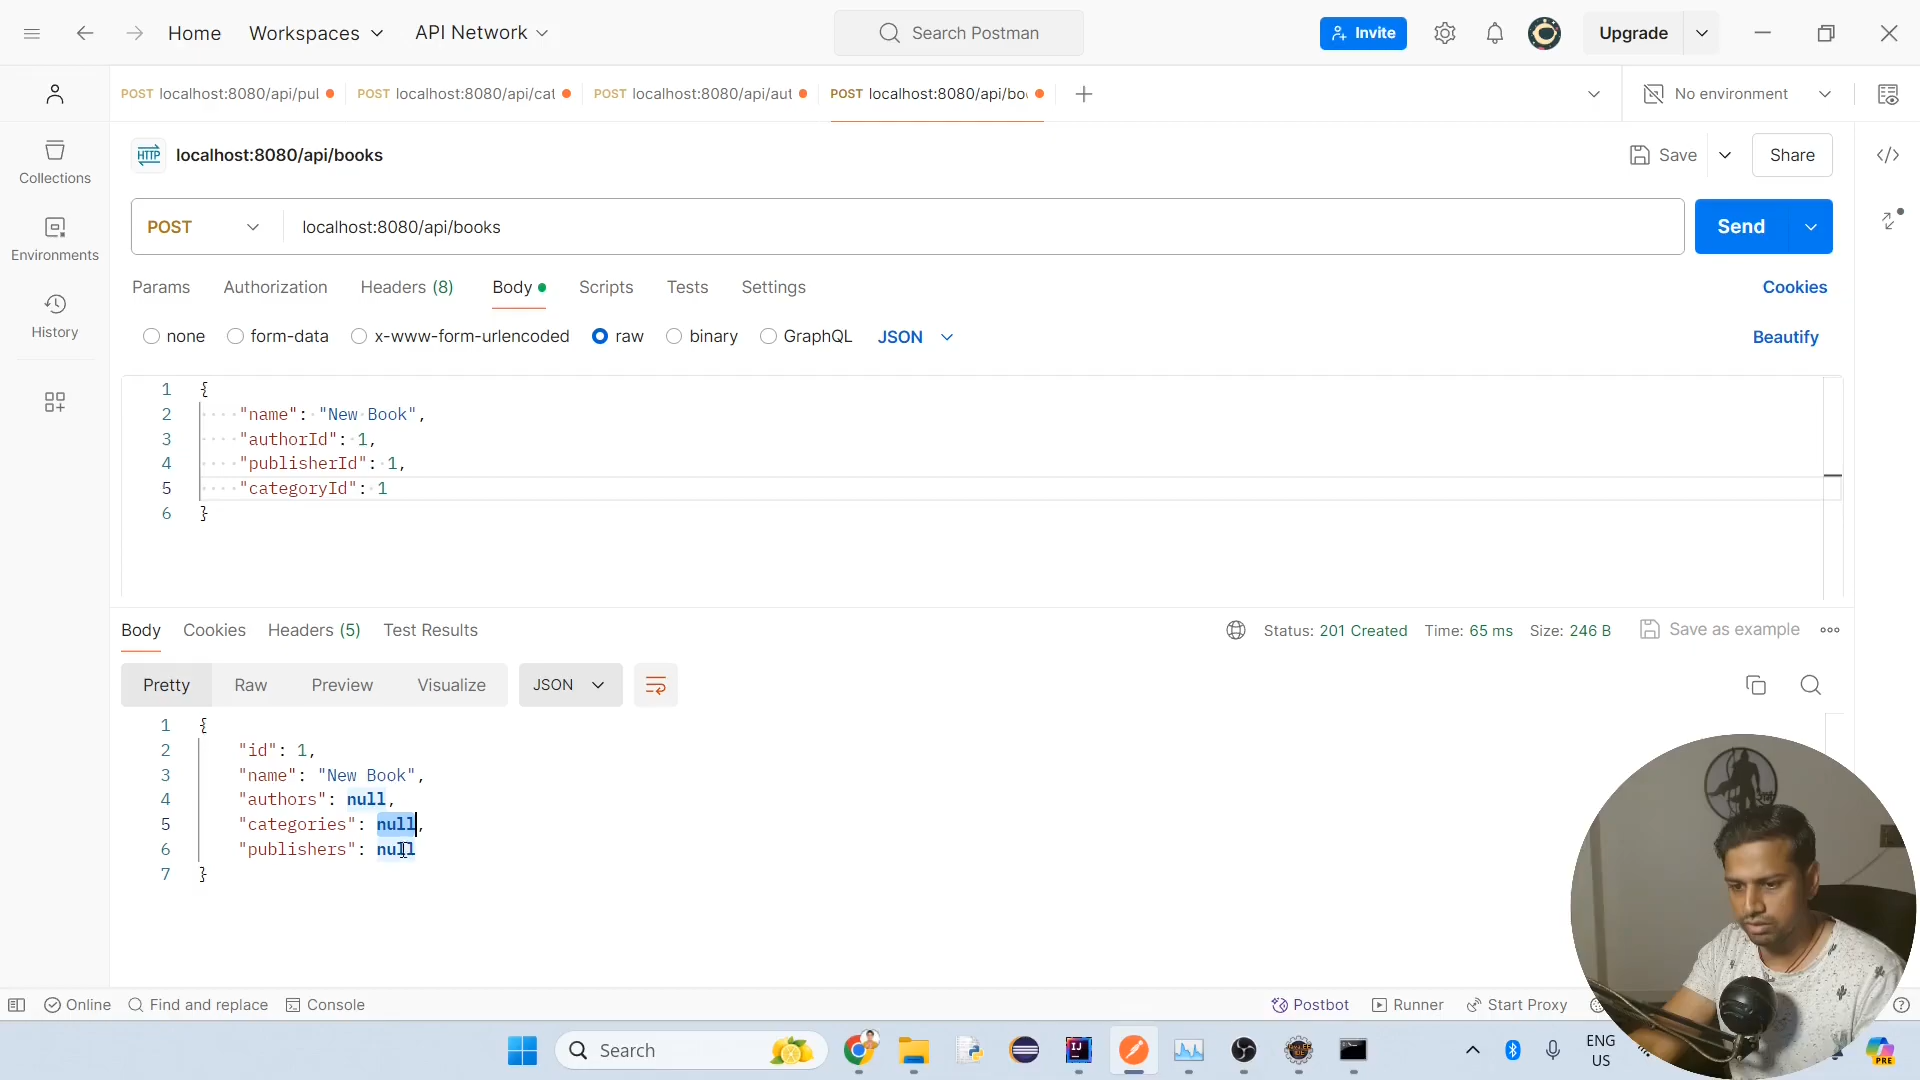 Home Workspaces API Network Search Postman Invite Upgrade
POST localhost:8080/api/pul POST localhost:8080/api/cat POST localhost:8080/api/aut POST localhost:8080/api/bo No environment
HTTP localhost:8080/api/books Save Share
POST localhost:8080/api/books Send
Params Authorization Headers (8) Body Scripts Tests Settings Cookies
none form-data x-www-form-urlencoded raw binary GraphQL JSON Beautify
1 {
2 "name": "New Book",
3 "authorId": 1,
4 "publisherId": 1,
5 "categoryId": 1
6 }
Collections
Environments
History
Body Cookies Headers (5) Test Results Status: 201 Created Time: 65 ms Size: 246 B Save as example
Pretty Raw Preview Visualize JSON
1 {
2 "id": 1,
3 "name": "New Book",
4 "authors": null,
5 "categories": null,
6 "publishers": null
7 }
Online Find and replace Console Postbot Runner Start Proxy
Search ENG
US
PRE